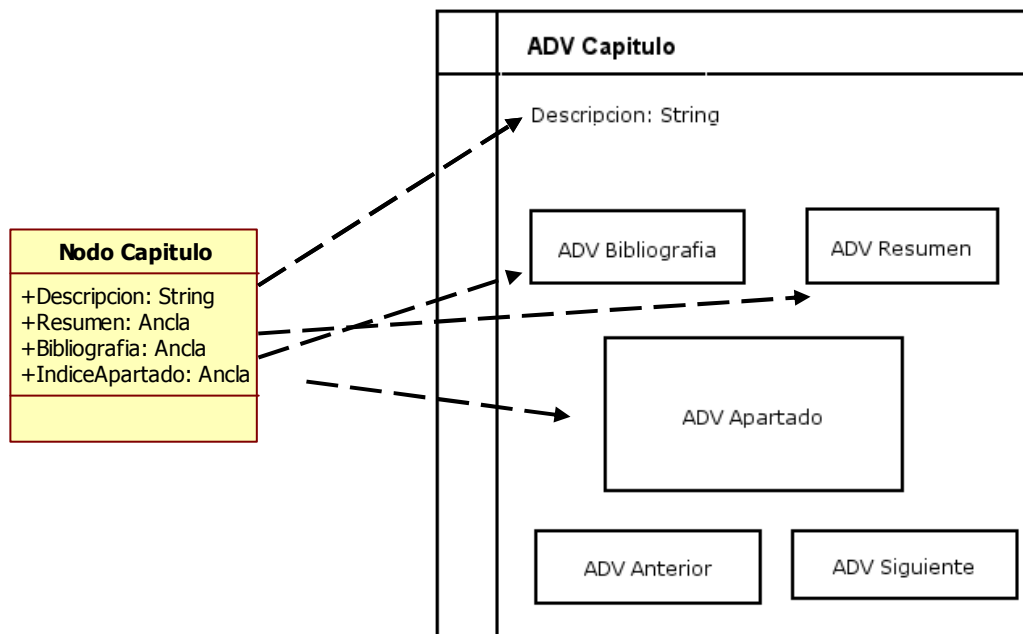 ADV Capitulo
Descripcion: String
Nodo Capitulo
+Descripcion: String
+Resumen: Ancla
+Bibliografia: Ancla
+IndiceApartado: Ancla
ADV Bibliografia
ADV Resumen
ADV Apartado
ADV Anterior
ADV Siguiente